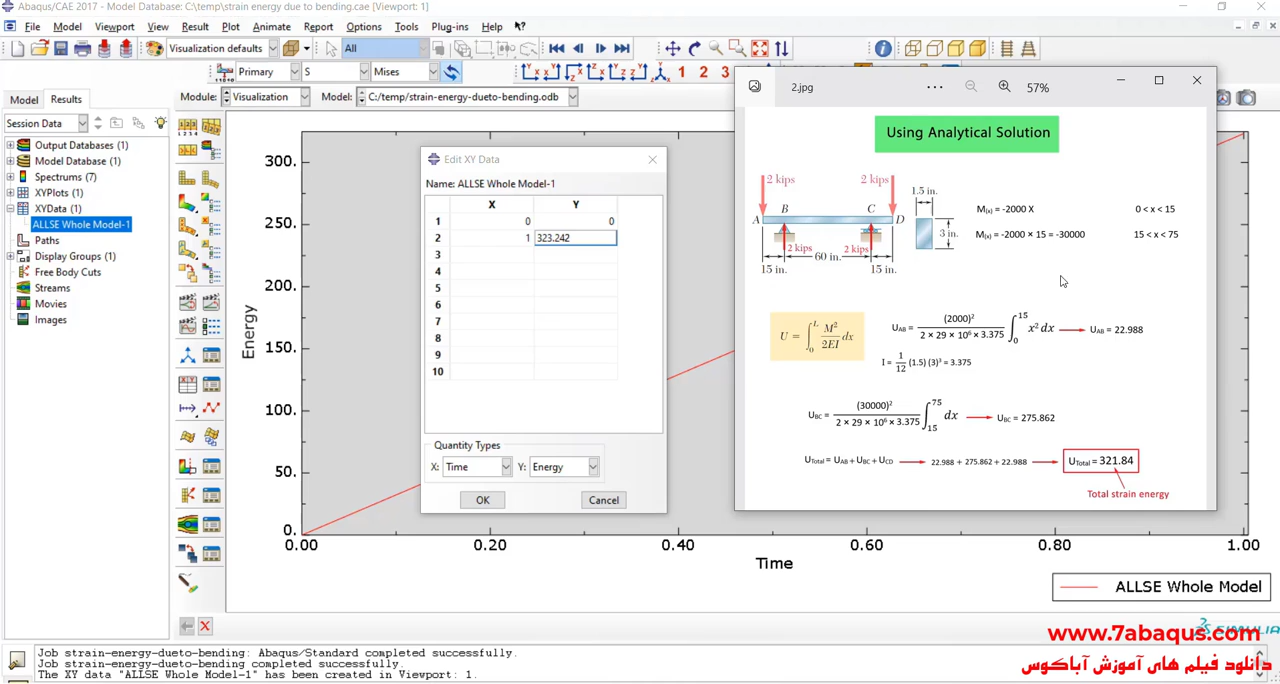 Abaqus/CAE 2017 - Model Database: C:\temp\strain energy due to bending.cae [Viewport: 1]
File Model Viewport View Result Plot Animate Report Options Tools Plug-ins Help
Visualization defaults All
Primary S Mises 1 2 3
Model Results Module: Visualization Model: C:/temp/strain-energy-dueto-bending.odb
Session Data
Output Databases (1)
Model Database (1)
Spectrums (7)
XYPlots (1)
XYData (1)
ALLSE Whole Model-1
Paths
Display Groups (1)
Free Body Cuts
Streams
Movies
Images
300.
250.
200.
150.
100.
50.
0.
Energy
0.00 0.20 0.40 0.60 0.80 1.00
Time
ALLSE Whole Model
Edit XY Data
Name: ALLSE Whole Model-1
X Y
1 0 0
2 1 323.242
3
4
5
6
7
8
9
10
Quantity Types
X: Time Y: Energy
OK Cancel
2.jpg ... 57%
Using Analytical Solution
2 kips 2 kips
A B C D
2 kips 2 kips
15 in. 60 in. 15 in.
1.5 in.
3 in.
M(x) = -2000 X 0 < x < 15
M(x) = -2000 × 15 = -30000 15 < x < 75
U = ∫₀ᴸ M²/2EI dx
UAB = (2000)² / 2 × 29 × 10⁶ × 3.375 ∫₀¹⁵ x² dx → UAB = 22.988
I = 1/12 (1.5) (3)³ = 3.375
UBC = (30000)² / 2 × 29 × 10⁶ × 3.375 ∫₁₅⁷⁵ dx → UBC = 275.862
UTotal = UAB + UBC + UCD → 22.988 + 275.862 + 22.988 → UTotal = 321.84
Total strain energy
SIMULIA
www.7abaqus.com
دانلود فیلم های آموزش آباکوس
Job strain-energy-dueto-bending: Abaqus/Standard completed successfully.
Job strain-energy-dueto-bending completed successfully.
The XY data "ALLSE Whole Model-1" has been created in Viewport: 1.